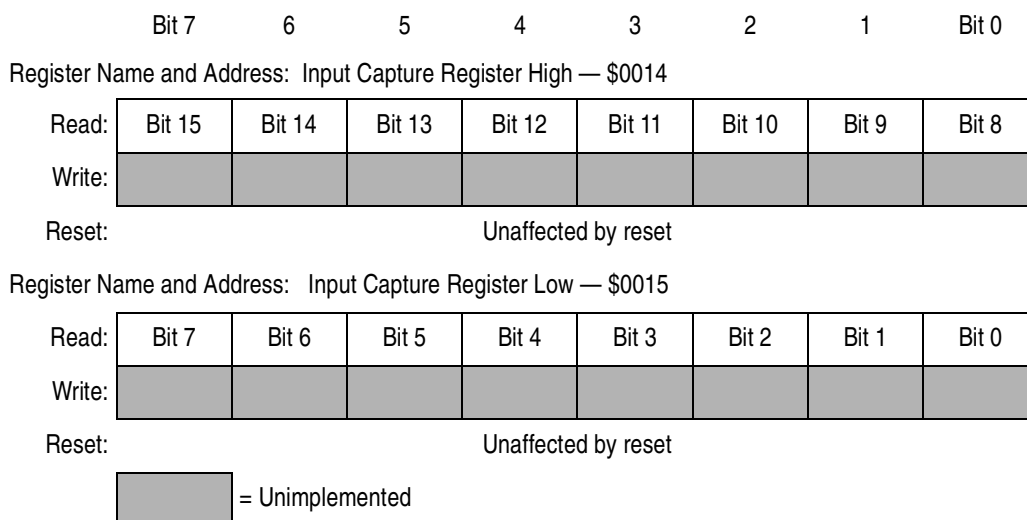 Bit 7 6 5 4 3 2 1 Bit 0
Register Name and Address: Input Capture Register High — $0014
Read: Bit 15 Bit 14 Bit 13 Bit 12 Bit 11 Bit 10 Bit 9 Bit 8
Write:
Reset: Unaffected by reset
Register Name and Address: Input Capture Register Low — $0015
Read: Bit 7 Bit 6 Bit 5 Bit 4 Bit 3 Bit 2 Bit 1 Bit 0
Write:
Reset: Unaffected by reset
= Unimplemented